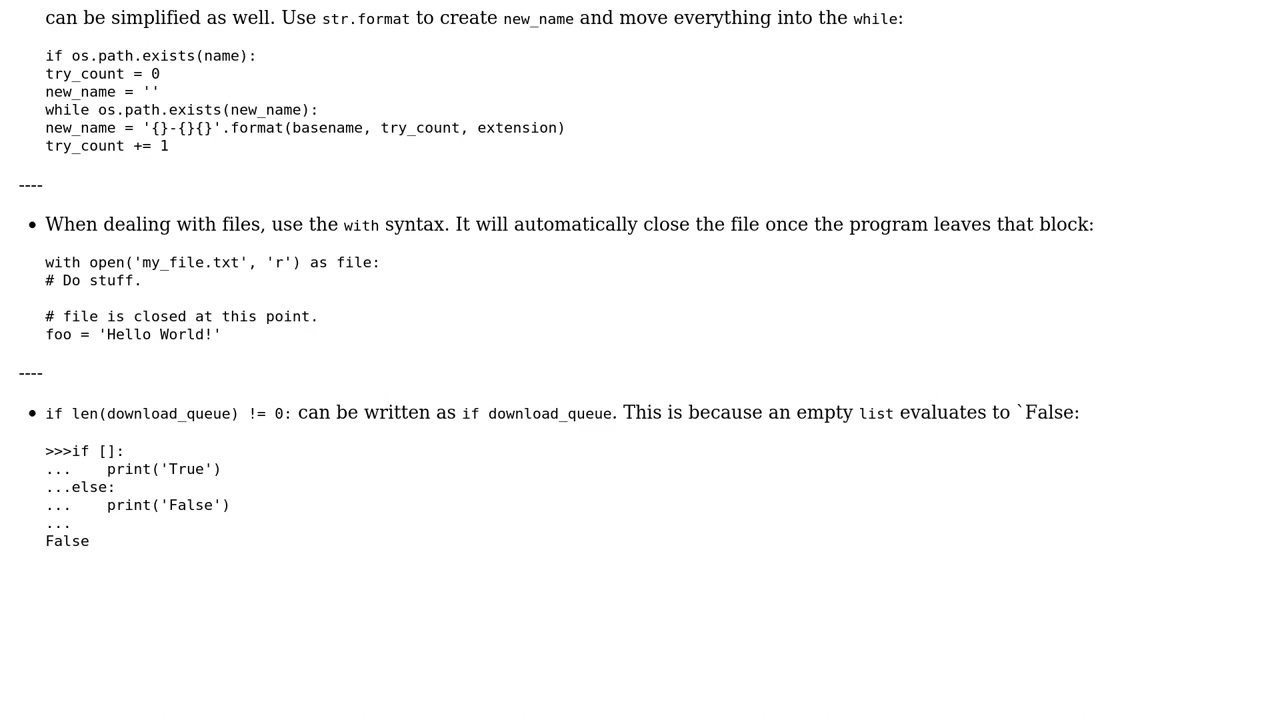 can be simplified as well. Use str.format to create new_name and move everything into the while:
if os.path.exists(name):
try_count = 0
new_name = ''
while os.path.exists(new_name):
new_name = '{}-{}{}'.format(basename, try_count, extension)
try_count += 1
----
• When dealing with files, use the with syntax. It will automatically close the file once the program leaves that block:
with open('my_file.txt', 'r') as file:
# Do stuff.
# file is closed at this point.
foo = 'Hello World!'
----
• if len(download_queue) != 0: can be written as if download_queue. This is because an empty list evaluates to `False:
>>>if []:
...    print('True')
...else:
...    print('False')
...
False